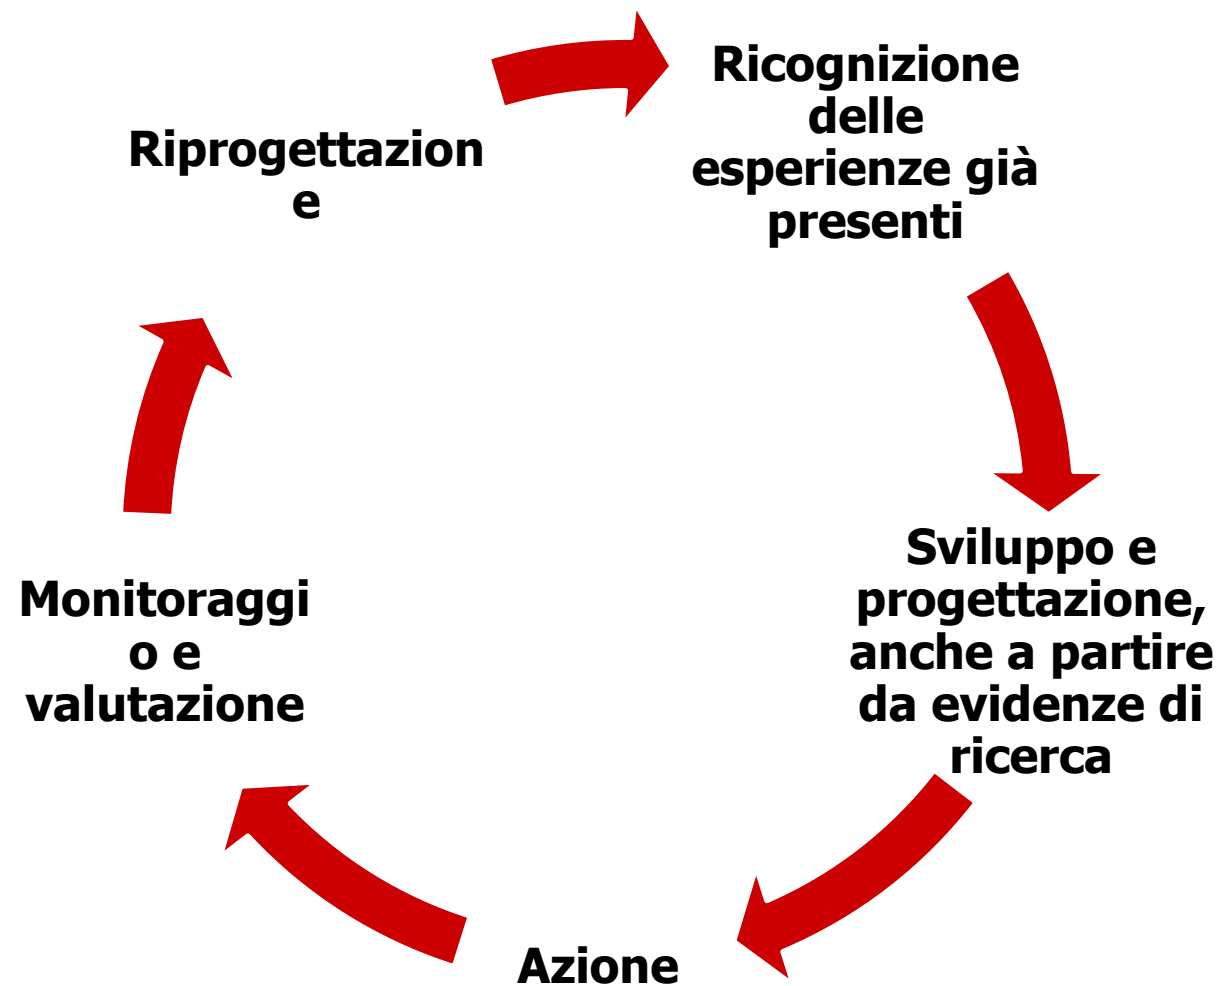 Ricognizione
delle
esperienze già
presenti
Sviluppo e
progettazione,
anche a partire
da evidenze di
ricerca
Azione
Monitoraggi
o e
valutazione
Riprogettazion
e